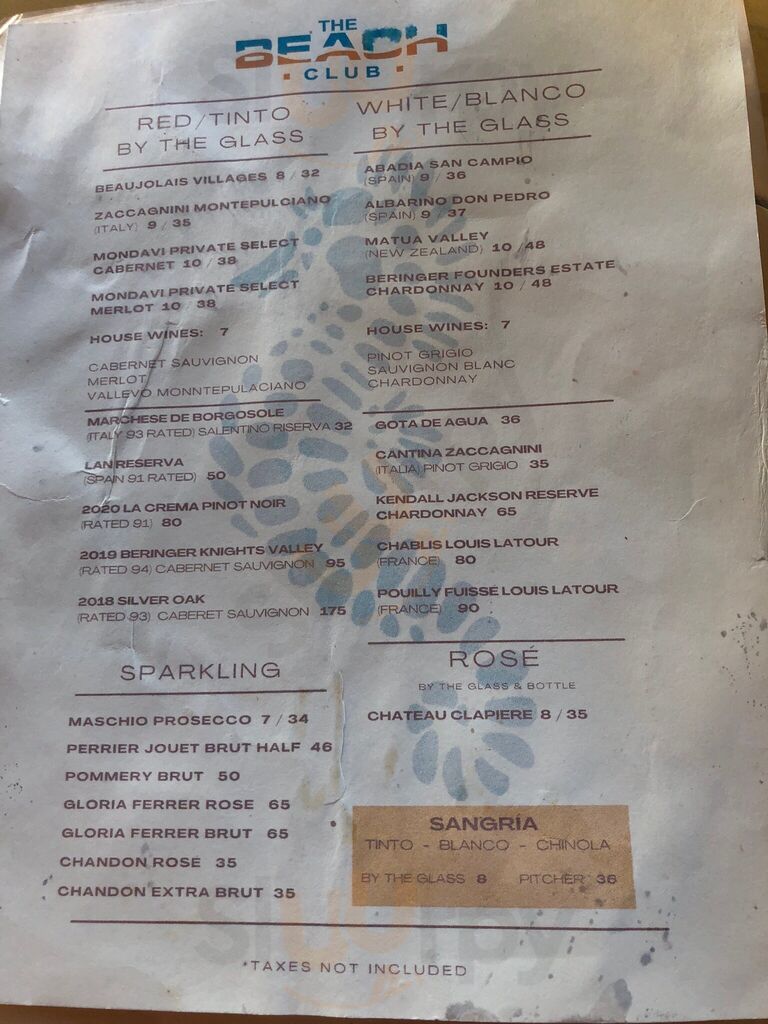 THE
BEACH
CLUB
RED/TINTO
BY THE GLASS
BEAUJOLAIS VILLAGES 8 / 32
ZACCAGNINI MONTEPULCIANO
(ITALY) 9 / 35
MONDAVI PRIVATE SELECT
CABERNET 10 / 38
MONDAVI PRIVATE SELECT
MERLOT 10 38
HOUSE WINES: 7
CABERNET SAUVIGNON
MERLOT
VALLEVO MONNTEPULACIANO
MARCHESE DE BORGOSOLE
(ITALY 93 RATED) SALENTINO RISERVA 32
LAN RESERVA
(SPAIN 91 RATED) 50
2020 LA CREMA PINOT NOIR
(RATED 91) 80
2019 BERINGER KNIGHTS VALLEY
(RATED 94) CABERNET SAUVIGNON 95
2018 SILVER OAK
(RATED 93) CABERET SAUVIGNON 175
WHITE/BLANCO
BY THE GLASS
ABADIA SAN CAMPIO
(SPAIN) 9 / 36
ALBARINO DON PEDRO
(SPAIN) 9 / 37
MATUA VALLEY
(NEW ZEALAND) 10 / 48
BERINGER FOUNDERS ESTATE
CHARDONNAY 10 / 48
HOUSE WINES: 7
PINOT GRIGIO
SAUVIGNON BLANC
CHARDONNAY
GOTA DE AGUA 36
CANTINA ZACCAGNINI
(ITALIA) PINOT GRIGIO 35
KENDALL JACKSON RESERVE
CHARDONNAY 65
CHABLIS LOUIS LATOUR
(FRANCE) 80
POUILLY FUISSE LOUIS LATOUR
(FRANCE) 90
SPARKLING
MASCHIO PROSECCO 7 / 34
PERRIER JOUET BRUT HALF 46
POMMERY BRUT 50
GLORIA FERRER ROSE 65
GLORIA FERRER BRUT 65
CHANDON ROSÉ 35
CHANDON EXTRA BRUT 35
ROSÉ
BY THE GLASS & BOTTLE
CHATEAU CLAPIERE 8 / 35
SANGRÍA
TINTO - BLANCO - CHINOLA
BY THE GLASS 8 PITCHER 36
*TAXES NOT INCLUDED
sluurpy